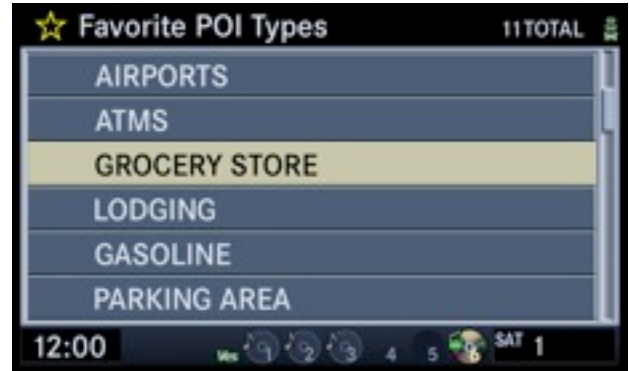 Favorite POI Types 11TOTAL
AIRPORTS
ATMS
GROCERY STORE
LODGING
GASOLINE
PARKING AREA
12:00 1 2 3 4 5 6 SAT 1